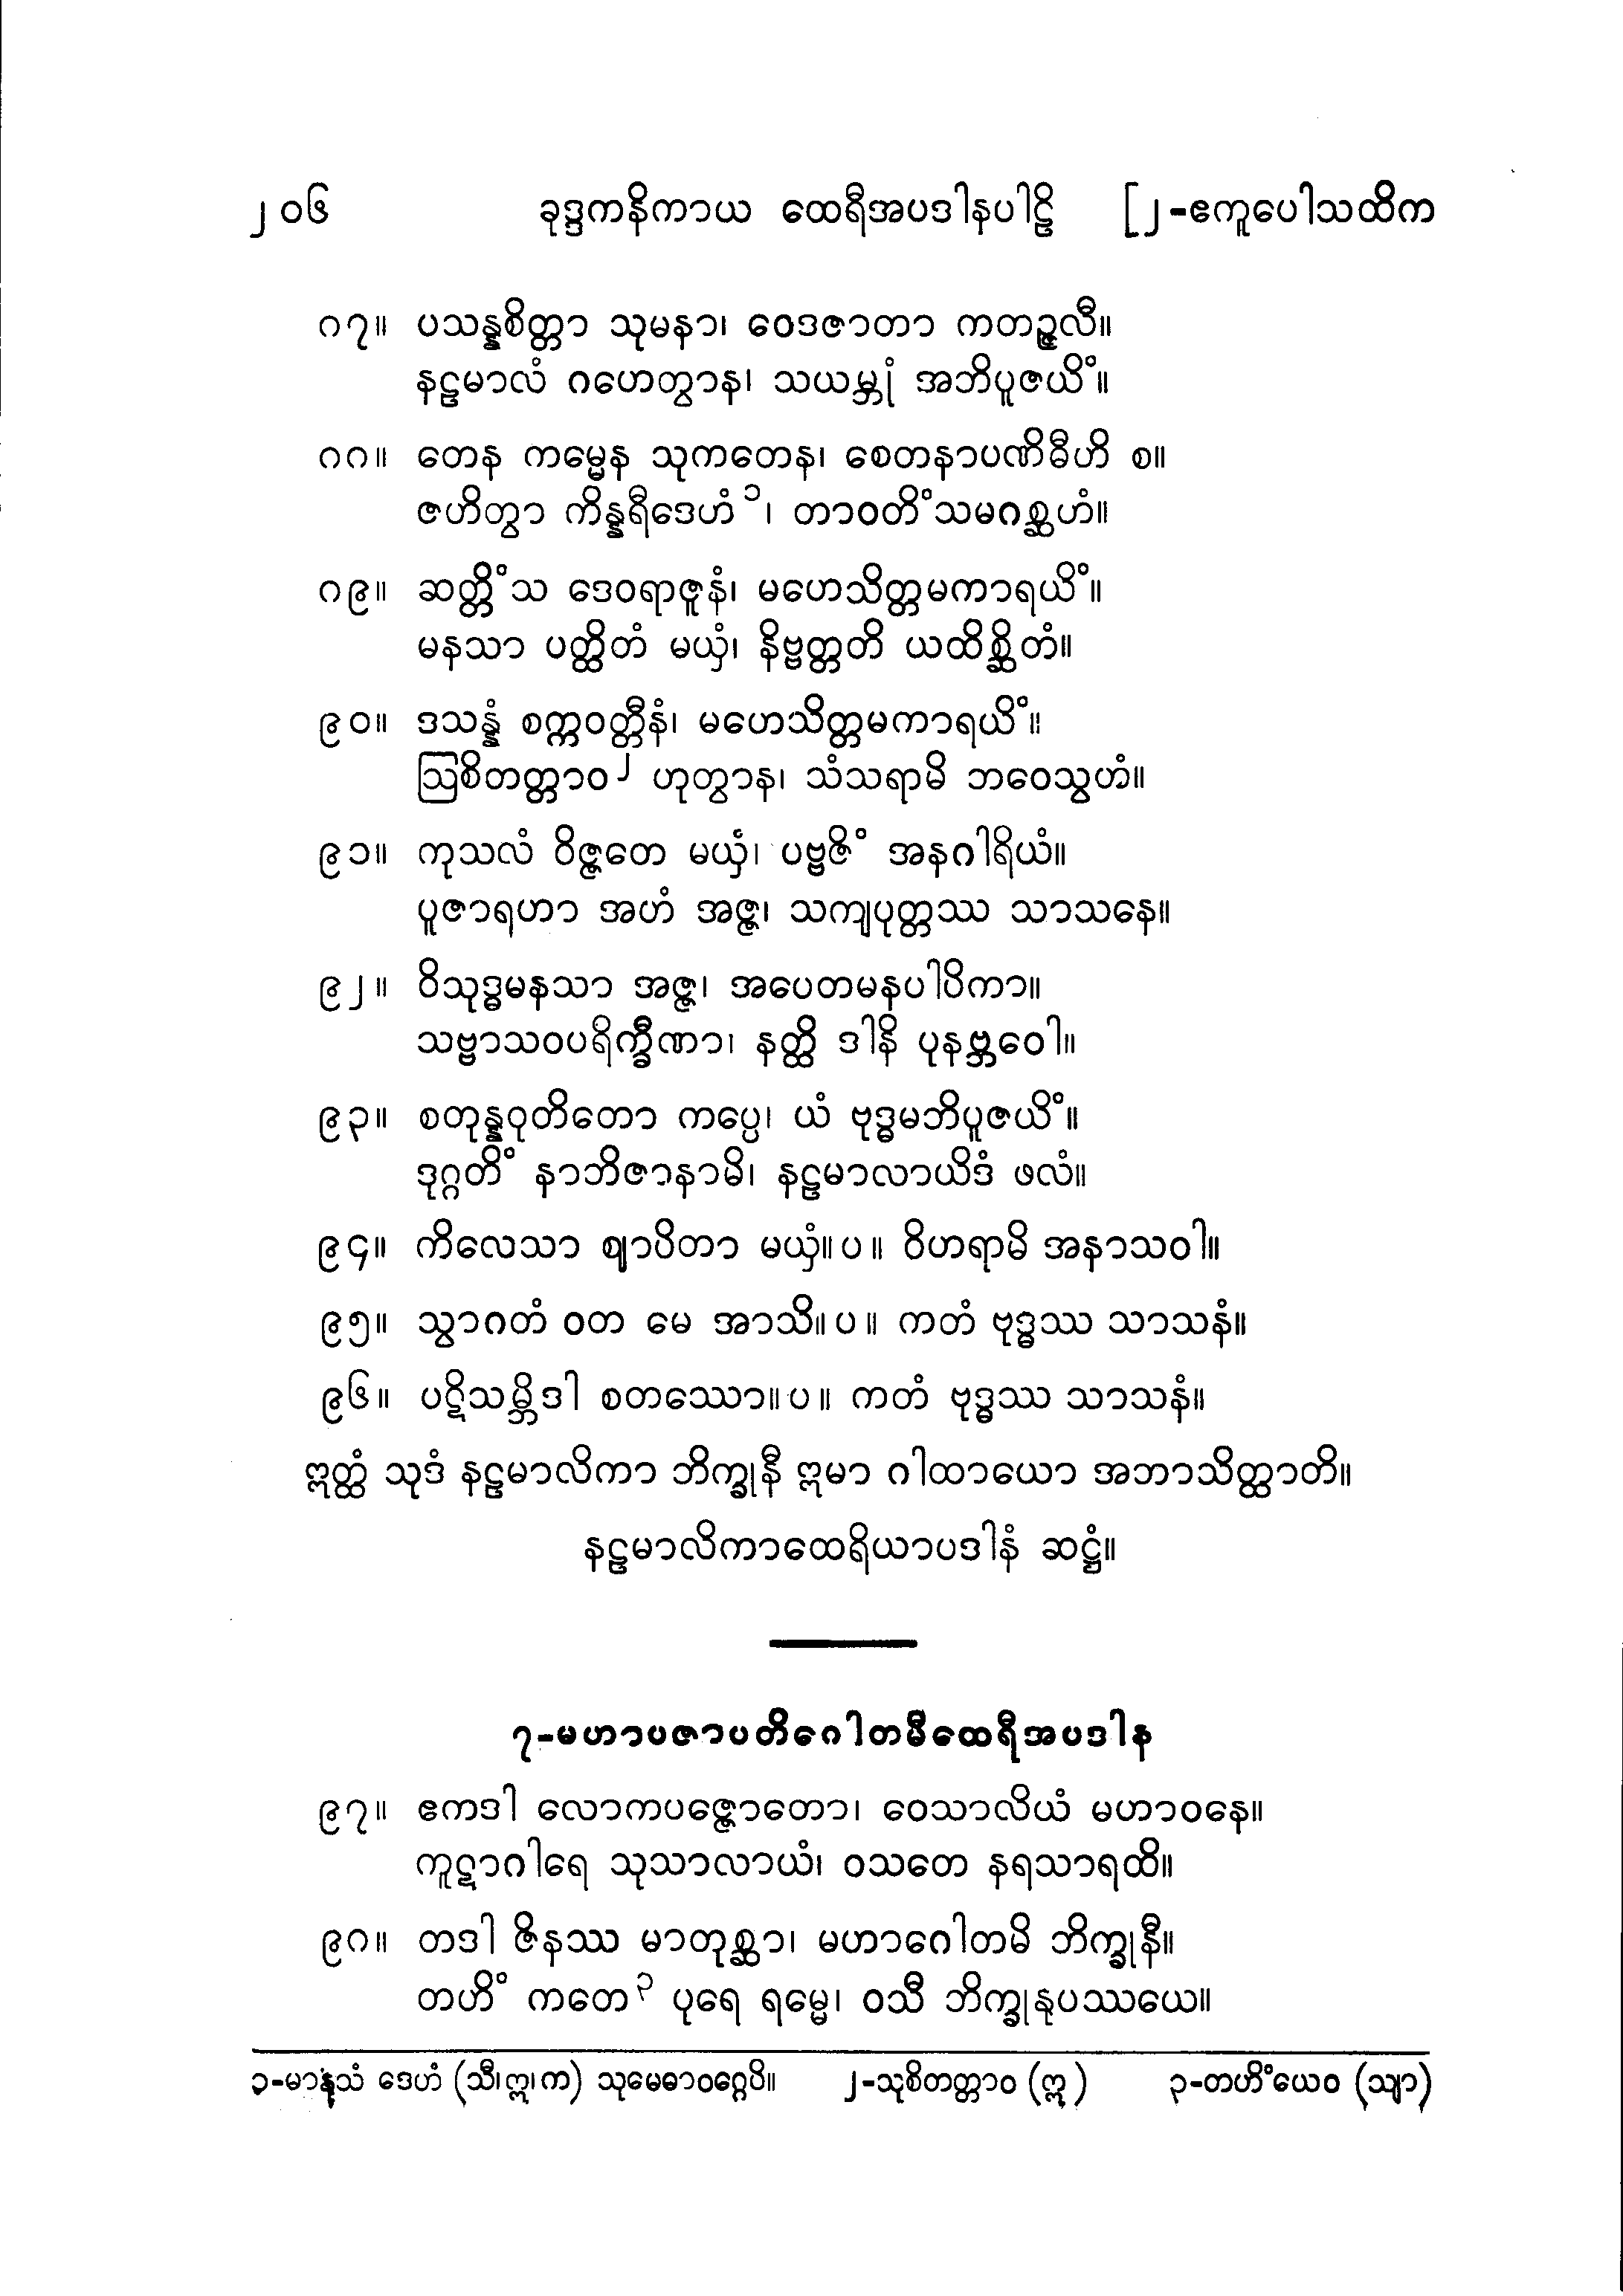 ၂၀၆ ခုဒ္ဒကနိကာယ ထေရီအပဒါနပါဠိ [၂-ဧကူပေါသထိက
၈၇။ ပသန္နစိတ္တာ သုမနာ၊ ဝေဒဇာတာ ကတဉ္ဇလီ။
နဠမာလံ ဂဟေတွာန၊ သယမ္ဘုံ အဘိပူဇယိံ။
၈၈။ တေန ကမ္မေန သုကတေန၊ စေတနာပဏိဓီဟိ စ။
ဇဟိတွာ ကိန္နရီဒေဟံ ၁၊ တာဝတိံသမဂစ္ဆဟံ။
၈၉။ ဆတ္တိံသ ဒေဝရာဇူနံ၊ မဟေသိတ္တမကာရယိံ။
မနသာ ပတ္ထိတံ မယှံ၊ နိဗ္ဗတ္တတိ ယထိစ္ဆိတံ။
၉၀။ ဒသန္နံ စက္ကဝတ္တီနံ၊ မဟေသိတ္တမကာရယိံ။
ဩစိတတ္တာဝ ၂ ဟုတွာန၊ သံသရာမိ ဘဝေသွဟံ။
၉၁။ ကုသလံ ဝိဇ္ဇတေ မယှံ၊ ပဗ္ဗဇိံ အနဂါရိယံ။
ပူဇာရဟာ အဟံ အဇ္ဇ၊ သကျပုတ္တဿ သာသနေ။
၉၂။ ဝိသုဒ္ဓမနသာ အဇ္ဇ၊ အပေတမနပါပိကာ။
သဗ္ဗာသဝပရိက္ခီဏာ၊ နတ္ထိ ဒါနိ ပုနဗ္ဘဝေါ။
၉၃။ စတုန္နဝုတိတော ကပ္ပေ၊ ယံ ဗုဒ္ဓမဘိပူဇယိံ။
ဒုဂ္ဂတိံ နာဘိဇာနာမိ၊ နဠမာလာယိဒံ ဖလံ။
၉၄။ ကိလေသာ ဈာပိတာ မယှံ။ပ။ ဝိဟရာမိ အနာသဝါ။
၉၅။ သွာဂတံ ဝတ မေ အာသိ။ပ။ ကတံ ဗုဒ္ဓဿ သာသနံ။
၉၆။ ပဋိသမ္ဘိဒါ စတဿော။ပ။ ကတံ ဗုဒ္ဓဿ သာသနံ။
ဣတ္ထံ သုဒံ နဠမာလိကာ ဘိက္ခုနီ ဣမာ ဂါထာယော အဘာသိတ္ထာတိ။
နဠမာလိကာထေရိယာပဒါနံ ဆဋ္ဌံ။
၇-မဟာပဇာပတိဂေါတမီထေရီအပဒါန
၉၇။ ဧကဒါ လောကပဇ္ဇောတော၊ ဝေသာလိယံ မဟာဝနေ။
ကူဋာဂါရေ သုသာလာယံ၊ ဝသတေ နရသာရထိ။
၉၈။ တဒါ ဇိနဿ မာတုစ္ဆာ၊ မဟာဂေါတမိ ဘိက္ခုနီ။
တဟိံ ကတေ ၃ ပုရေ ရမ္မေ၊ ဝသီ ဘိက္ခုနုပဿယေ။
၁-မာနုသံ ဒေဟံ (သီ၊ဣ၊က) သုမေဓာဝဂ္ဂေပိ။ ၂-သုစိတတ္တာဝ (ဣ) ၃-တဟိံယေဝ (သျာ)